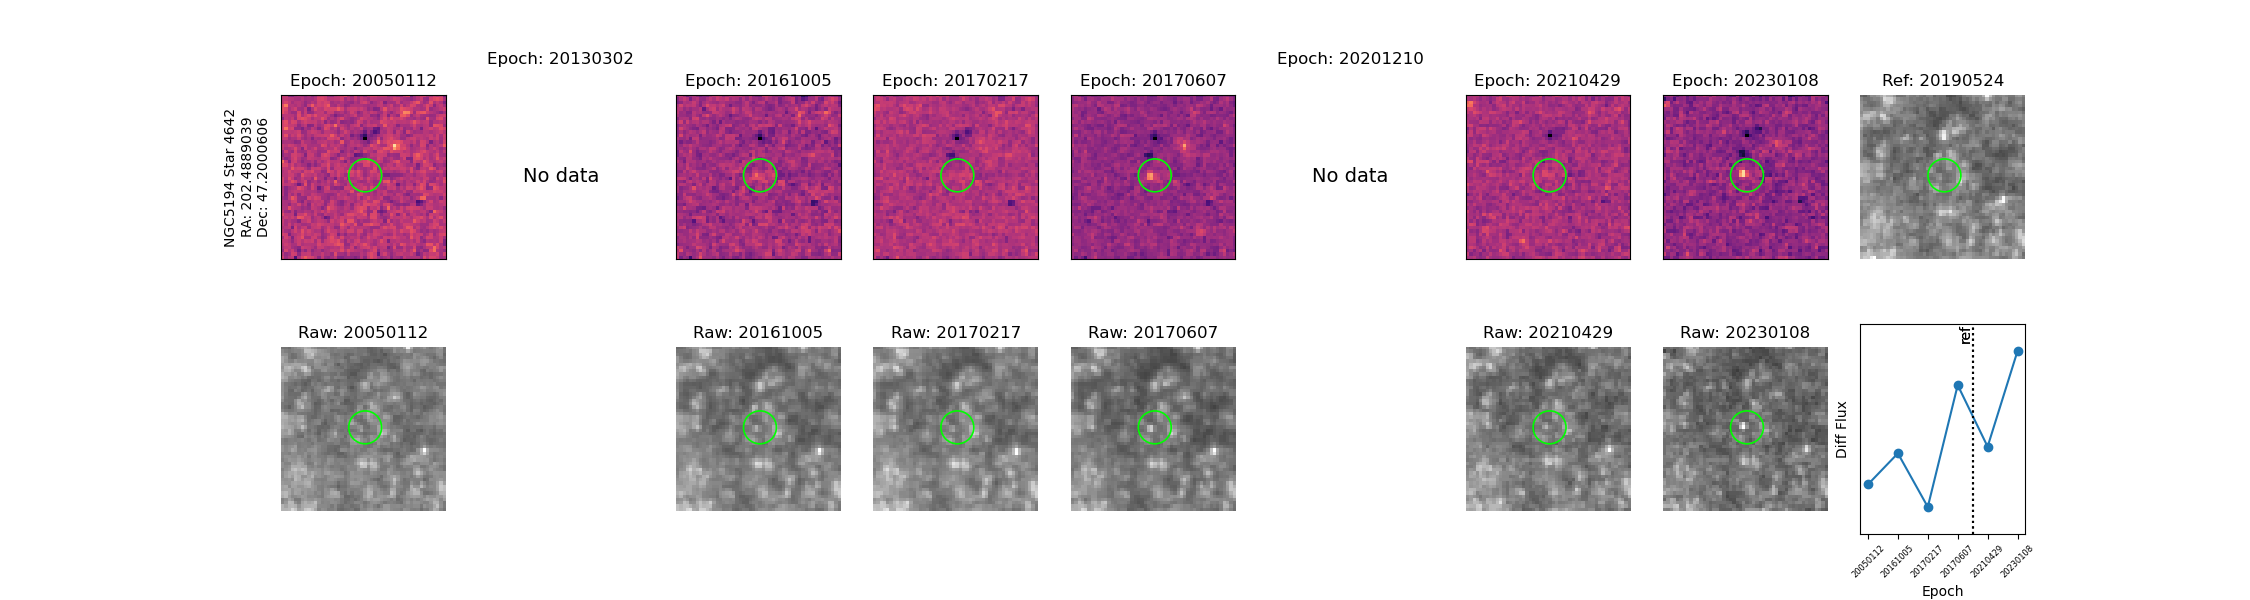 Epoch: 20050112
Epoch: 20130302
Epoch: 20161005
Epoch: 20170217
Epoch: 20170607
Epoch: 20201210
Epoch: 20210429
Epoch: 20230108
Ref: 20190524
NGC5194 Star 4642
RA: 202.4889039
Dec: 47.2000606
No data
No data
Raw: 20050112
Raw: 20161005
Raw: 20170217
Raw: 20170607
Raw: 20210429
Raw: 20230108
ref
Diff Flux
20050112
20161005
20170217
20170607
20210429
20230108
Epoch